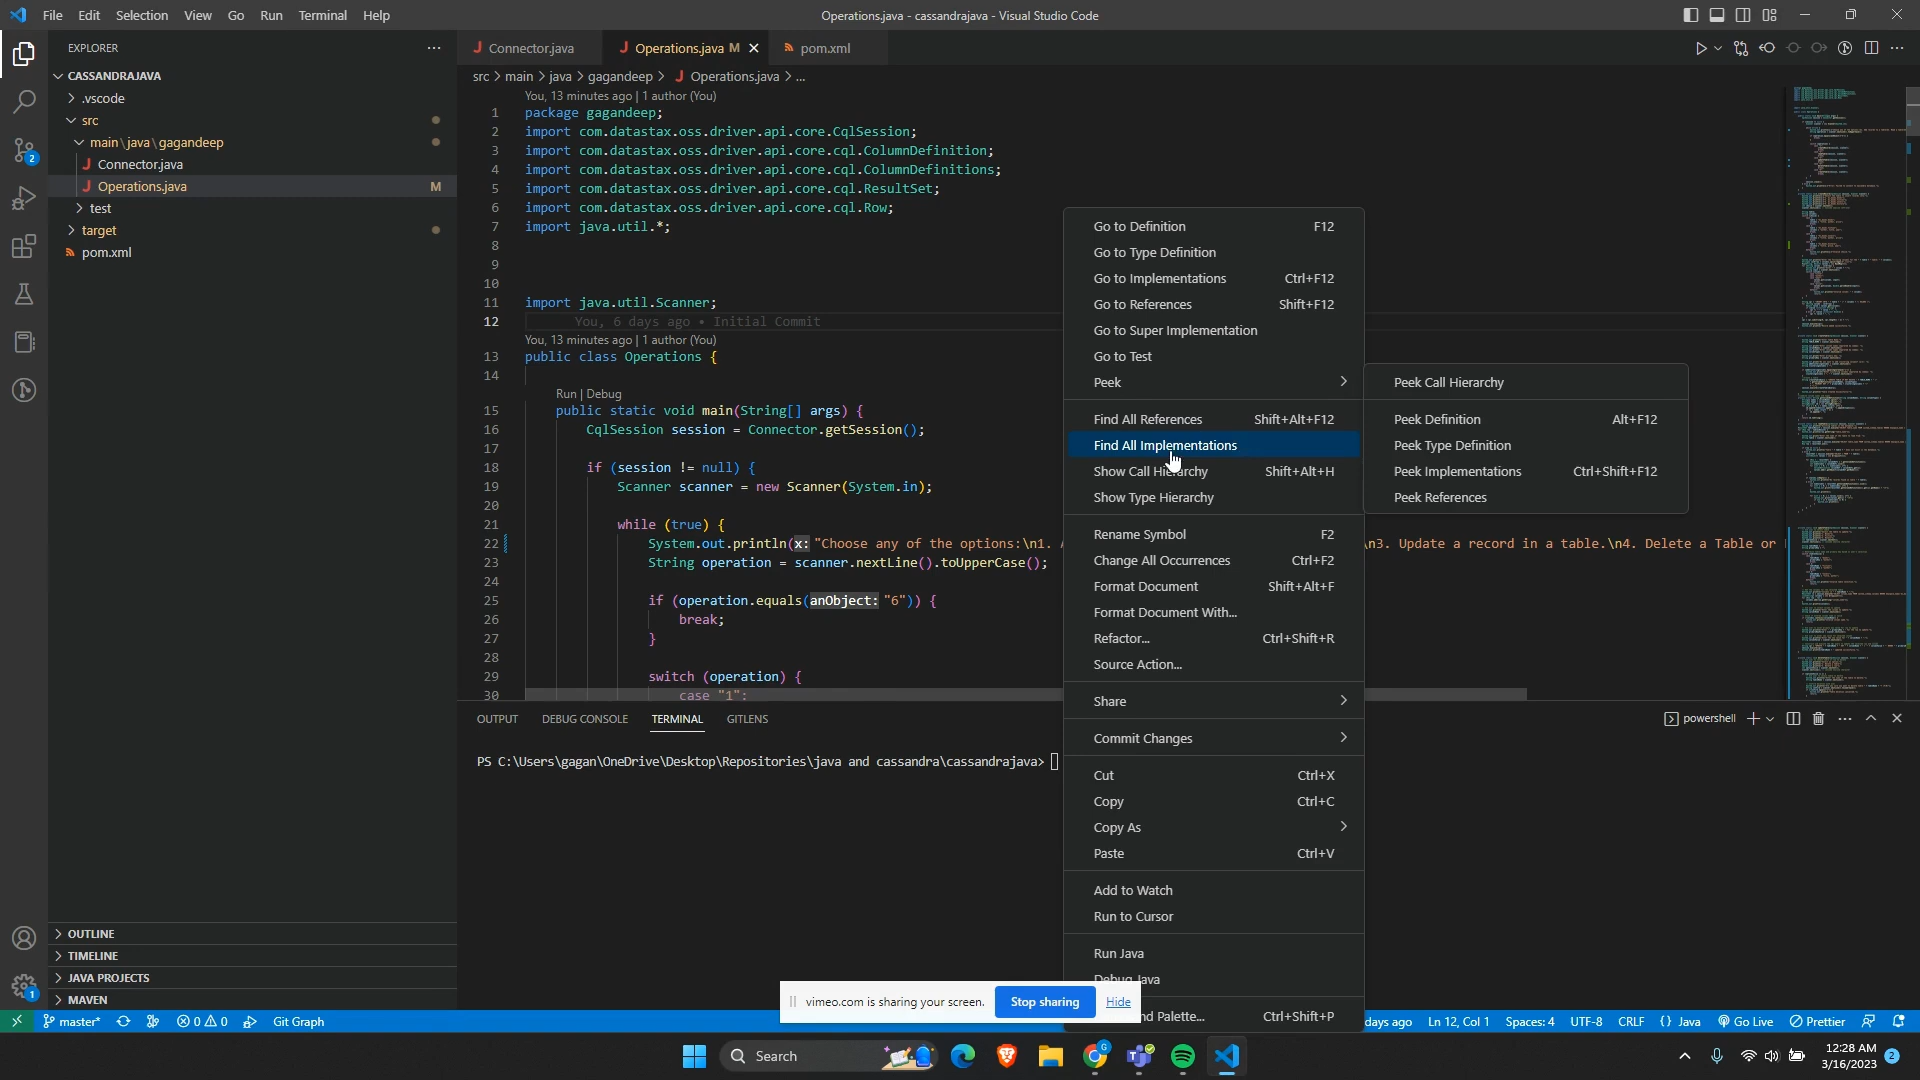 File Edit Selection View Go Run Terminal Help
Operations.java - cassandrajava - Visual Studio Code
EXPLORER
CASSANDRAJAVA
.vscode
src
main\java\gagandeep
Connector.java
Operations.java M
test
target
pom.xml
OUTLINE
TIMELINE
JAVA PROJECTS
MAVEN
Connector.java
Operations.java M
pom.xml
src > main > java > gagandeep > Operations.java > ...
You, 13 minutes ago | 1 author (You)
1 package gagandeep;
2 import com.datastax.oss.driver.api.core.CqlSession;
3 import com.datastax.oss.driver.api.core.cql.ColumnDefinition;
4 import com.datastax.oss.driver.api.core.cql.ColumnDefinitions;
5 import com.datastax.oss.driver.api.core.cql.ResultSet;
6 import com.datastax.oss.driver.api.core.cql.Row;
7 import java.util.*;
8
9
10
11 import java.util.Scanner;
12 You, 6 days ago • Initial Commit
You, 13 minutes ago | 1 author (You)
13 public class Operations {
14
Run | Debug
15 public static void main(String[] args) {
16 CqlSession session = Connector.getSession();
17
18 if (session != null) {
19 Scanner scanner = new Scanner(System.in);
20
21 while (true) {
22 System.out.println(x: "Choose any of the options:\n1. \n3. Update a record in a table.\n4. Delete a Table or
23 String operation = scanner.nextLine().toUpperCase();
24
25 if (operation.equals(anObject: "6")) {
26 break;
27 }
28
29 switch (operation) {
30 case "1":
Go to Definition F12
Go to Type Definition
Go to Implementations Ctrl+F12
Go to References Shift+F12
Go to Super Implementation
Go to Test
Peek
Find All References Shift+Alt+F12
Find All Implementations
Show Call Hierarchy Shift+Alt+H
Show Type Hierarchy
Rename Symbol F2
Change All Occurrences Ctrl+F2
Format Document Shift+Alt+F
Format Document With...
Refactor... Ctrl+Shift+R
Source Action...
Share
Commit Changes
Cut Ctrl+X
Copy Ctrl+C
Copy As
Paste Ctrl+V
Add to Watch
Run to Cursor
Run Java
Debug Java
nd Palette... Ctrl+Shift+P
Peek Call Hierarchy
Peek Definition Alt+F12
Peek Type Definition
Peek Implementations Ctrl+Shift+F12
Peek References
OUTPUT DEBUG CONSOLE TERMINAL GITLENS
powershell
PS C:\Users\gagan\OneDrive\Desktop\Repositories\java and cassandra\cassandrajava>
vimeo.com is sharing your screen. Stop sharing Hide
2
1
master* 0 0 Git Graph
days ago Ln 12, Col 1 Spaces: 4 UTF-8 CRLF {} Java Go Live Prettier
Search
G
12:28 AM
3/16/2023
2